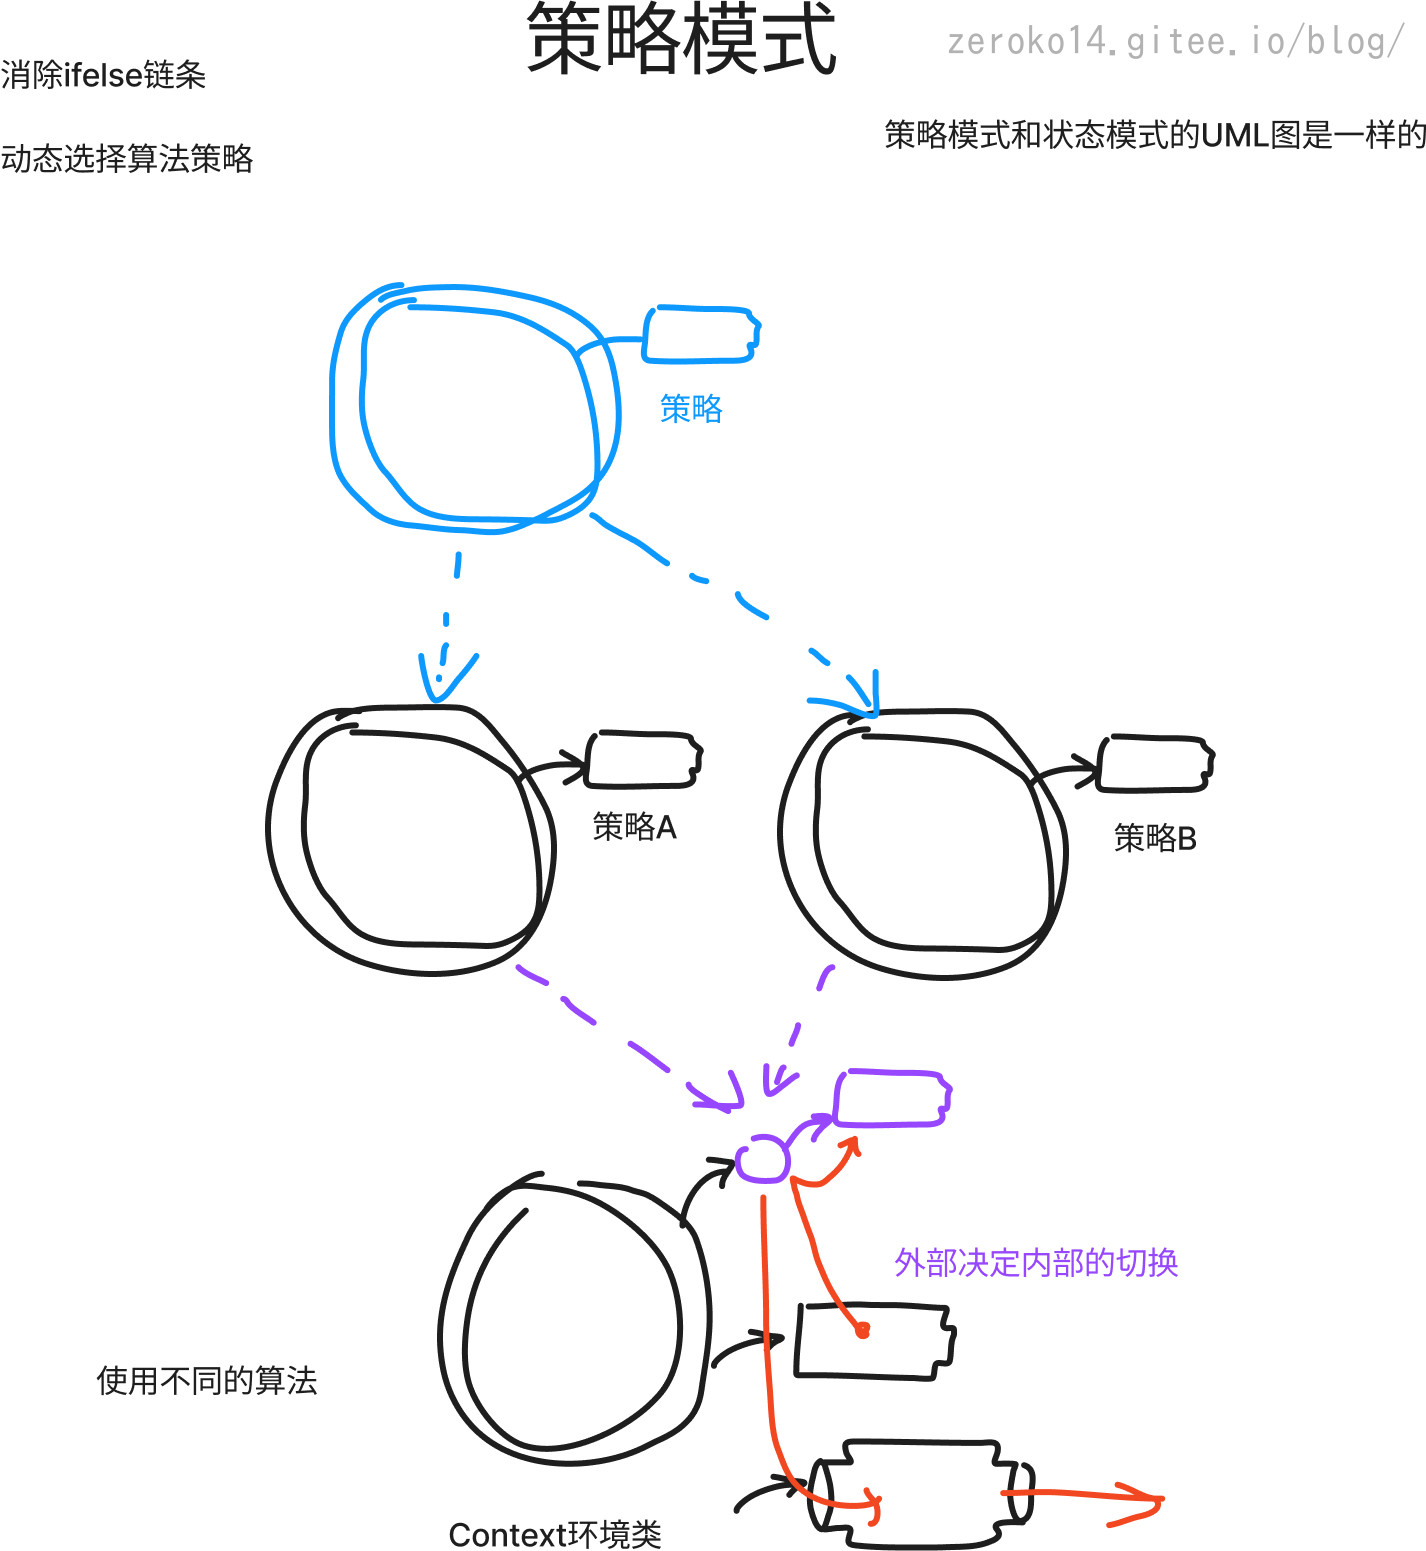 策略模式
zeroko14.gitee.io/blog/
消除ifelse链条
策略模式和状态模式的UML图是一样的
动态选择算法策略
策略
策略A
策略B
外部决定内部的切换
使用不同的算法
Context环境类